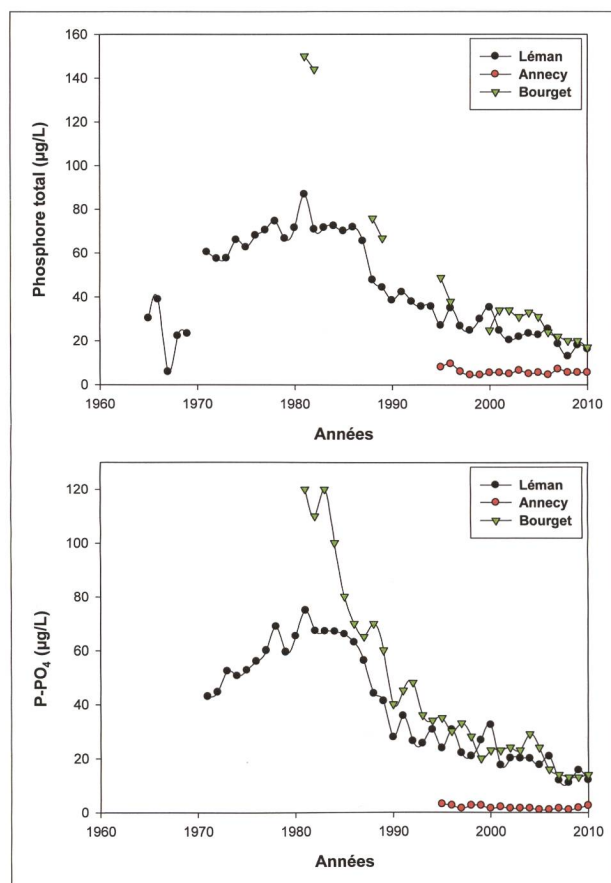 160
140
120
100
80
60
40
20
0
Phosphore total (µg/L)
Léman
Annecy
Bourget
1960
1970
1980
1990
2000
2010
Années
120
100
80
60
40
20
0
P-PO₄ (µg/L)
Léman
Annecy
Bourget
1960
1970
1980
1990
2000
2010
Années